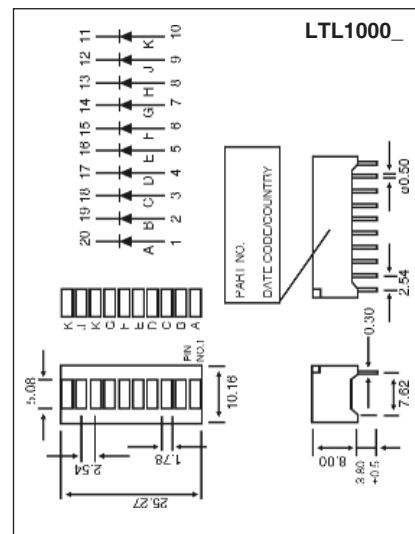 LTL1000_
20 19 18 17 16 15 14 13 12 11
A B C D E F G H J K
1 2 3 4 5 6 7 8 9 10
PART NO.
DATE CODE/COUNTRY
ø0.50
2.54
K J K G F E D C B A
PIN
NO.1
5.08
2.54
1.78
10.16
25.27
0.30
7.62
8.00
3.80
+0.5